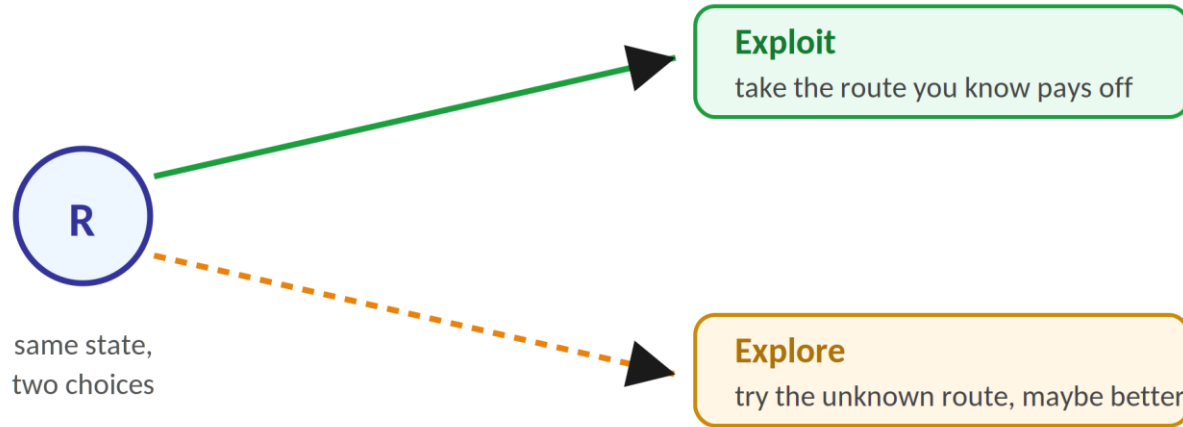 Exploit
take the route you know pays off
R
same state,
two choices
Explore
try the unknown route, maybe better